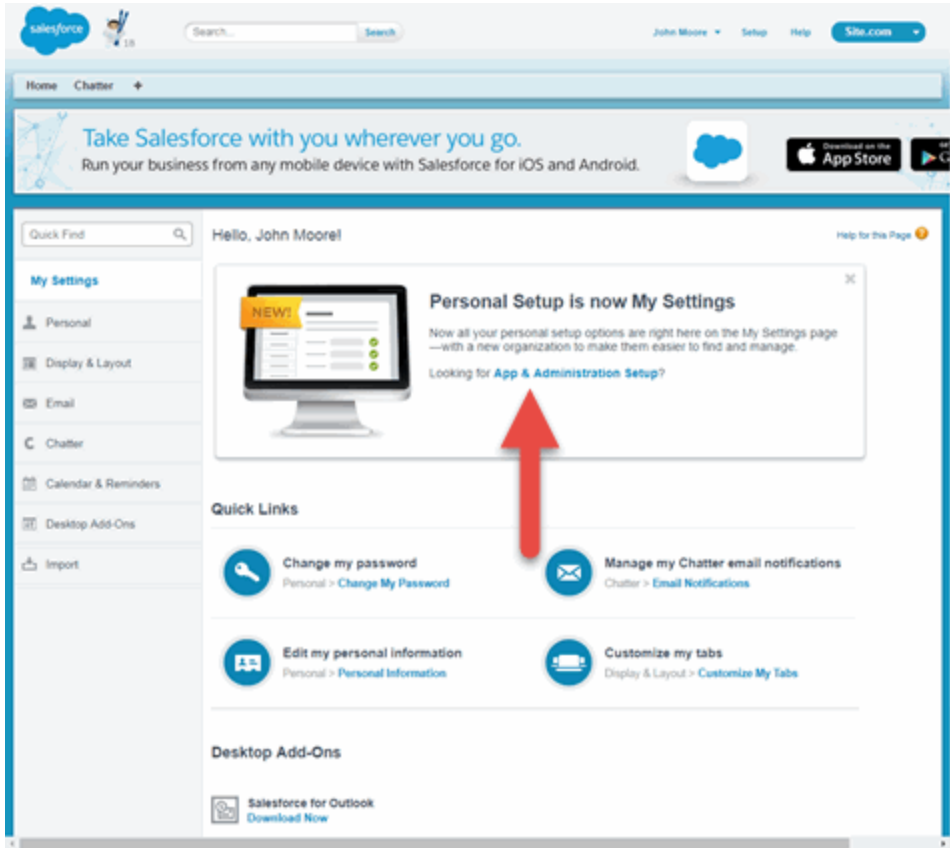 salesforce
18
Search...
Search
John Moore
Setup
Help
Site.com
Home
Chatter
+
Take Salesforce with you wherever you go.
Run your business from any mobile device with Salesforce for iOS and Android.
Download on the
App Store
Quick Find
My Settings
Personal
Display & Layout
Email
Chatter
Calendar & Reminders
Desktop Add-Ons
Import
Hello, John Moore!
Help for this Page
NEW!
Personal Setup is now My Settings
Now all your personal setup options are right here on the My Settings page
—with a new organization to make them easier to find and manage.
Looking for App & Administration Setup?
Quick Links
Change my password
Personal > Change My Password
Manage my Chatter email notifications
Chatter > Email Notifications
Edit my personal information
Personal > Personal Information
Customize my tabs
Display & Layout > Customize My Tabs
Desktop Add-Ons
Salesforce for Outlook
Download Now